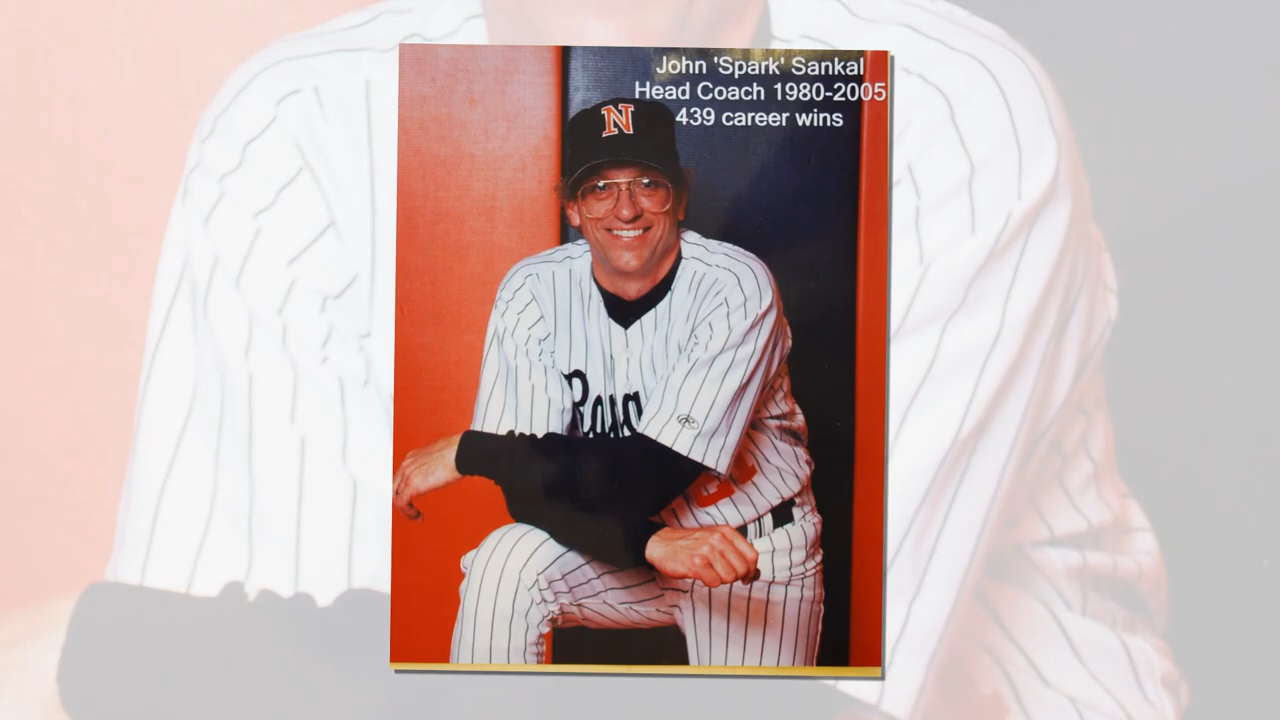 John 'Spark' Sankal
Head Coach 1980-2005
439 career wins
N